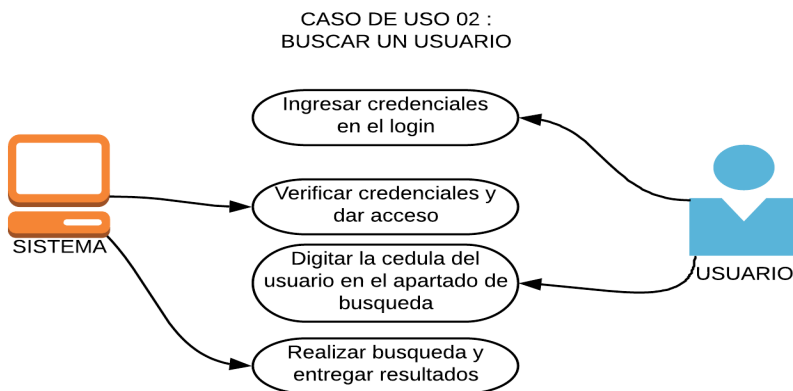 CASO DE USO 02 :
BUSCAR UN USUARIO
Ingresar credenciales
en el login
Verificar credenciales y
dar acceso
SISTEMA
Digitar la cedula del
usuario en el apartado de
busqueda
USUARIO
Realizar busqueda y
entregar resultados